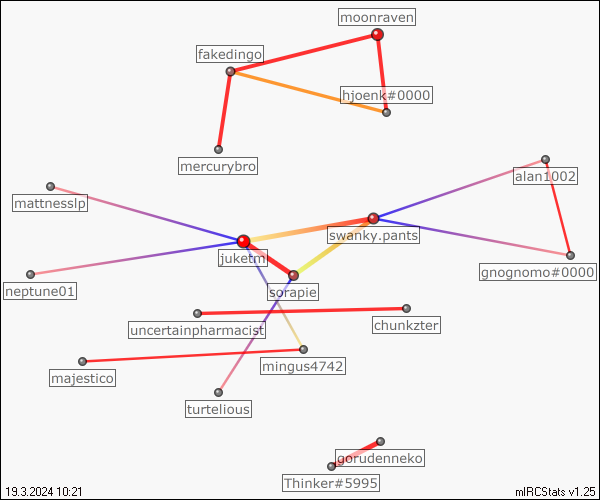 moonraven
fakedingo
hjoenk#0000
mercurybro
alan1002
mattnesslp
swanky.pants
juketm
gnognomo#0000
neptune01
sorapie
uncertainpharmacist
chunkzter
mingus4742
majestico
turtelious
gorudenneko
Thinker#5995
19.3.2024 10:21
mIRCStats v1.25